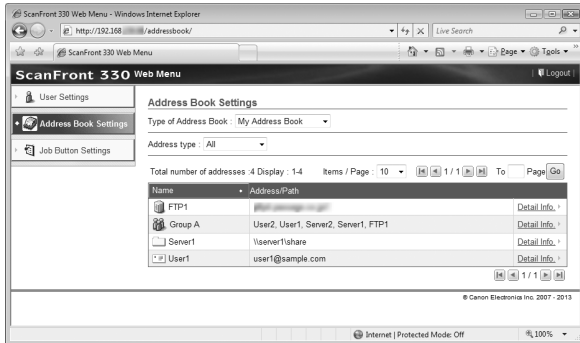 ScanFront 330 Web Menu - Windows Internet Explorer
http://192.168 /addressbook/
Live Search
ScanFront 330 Web Menu
Page Tools
ScanFront 330 Web Menu
Logout
User Settings
Address Book Settings
Job Button Settings
Address Book Settings
Type of Address Book : My Address Book
Address type : All
Total number of addresses :4 Display : 1-4 Items / Page : 10 1 / 1 To Page Go
Name Address/Path
FTP1 Detail Info.
Group A User2, User1, Server2, Server1, FTP1 Detail Info.
Server1 \\server1\share Detail Info.
User1 user1@sample.com Detail Info.
1 / 1
© Canon Electronics Inc. 2007 - 2013
Internet | Protected Mode: Off 100%